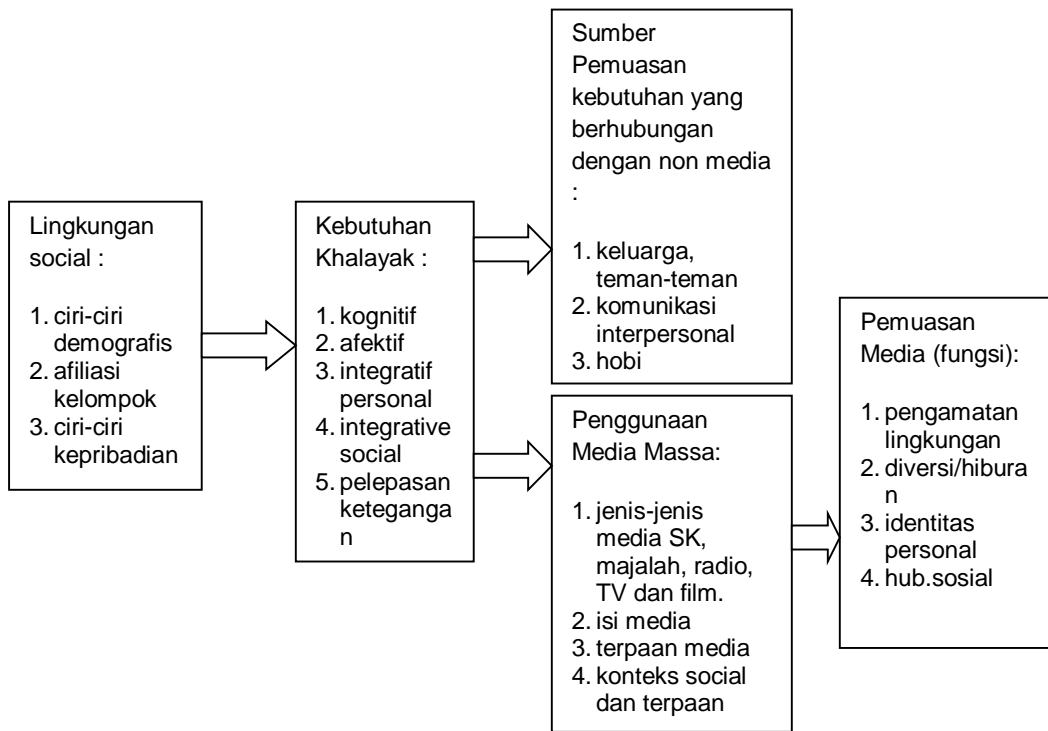 Lingkungan
social :
1. ciri-ciri
demografis
2. afiliasi
kelompok
3. ciri-ciri
kepribadian
Kebutuhan
Khalayak :
1. kognitif
2. afektif
3. integratif
personal
4. integrative
social
5. pelepasan
ketegangan
n
Sumber
Pemuasan
kebutuhan yang
berhubungan
dengan non media
:
1. keluarga,
teman-teman
2. komunikasi
interpersonal
3. hobi
Penggunaan
Media Massa:
1. jenis-jenis
media SK,
majalah, radio,
TV dan film.
2. isi media
3. terpaan media
4. konteks social
dan terpaan
Pemuasan
Media (fungsi):
1. pengamatan
lingkungan
2. diversi/hibura
n
3. identitas
personal
4. hub.sosial